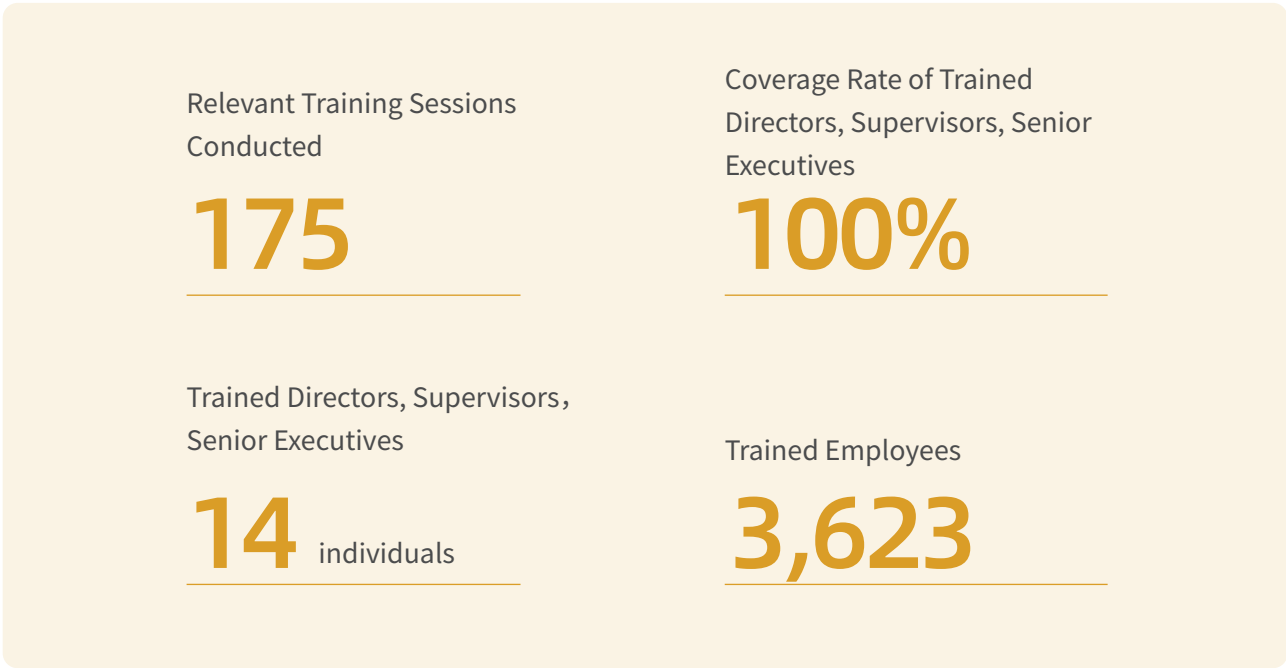 Relevant Training Sessions
Conducted
175
Coverage Rate of Trained
Directors, Supervisors, Senior
Executives
100%
Trained Directors, Supervisors，
Senior Executives
14 individuals
Trained Employees
3,623